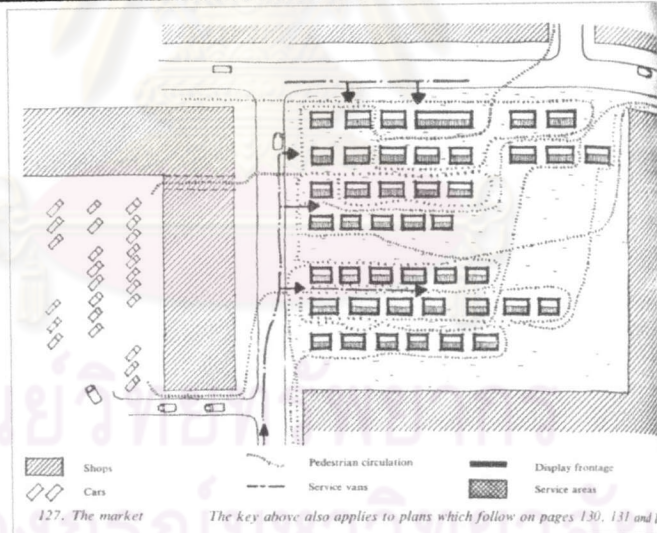 Shops
Pedestrian circulation
Display frontage
Cars
Service vans
Service areas
127. The market
The key above also applies to plans which follow on pages 130, 131 and